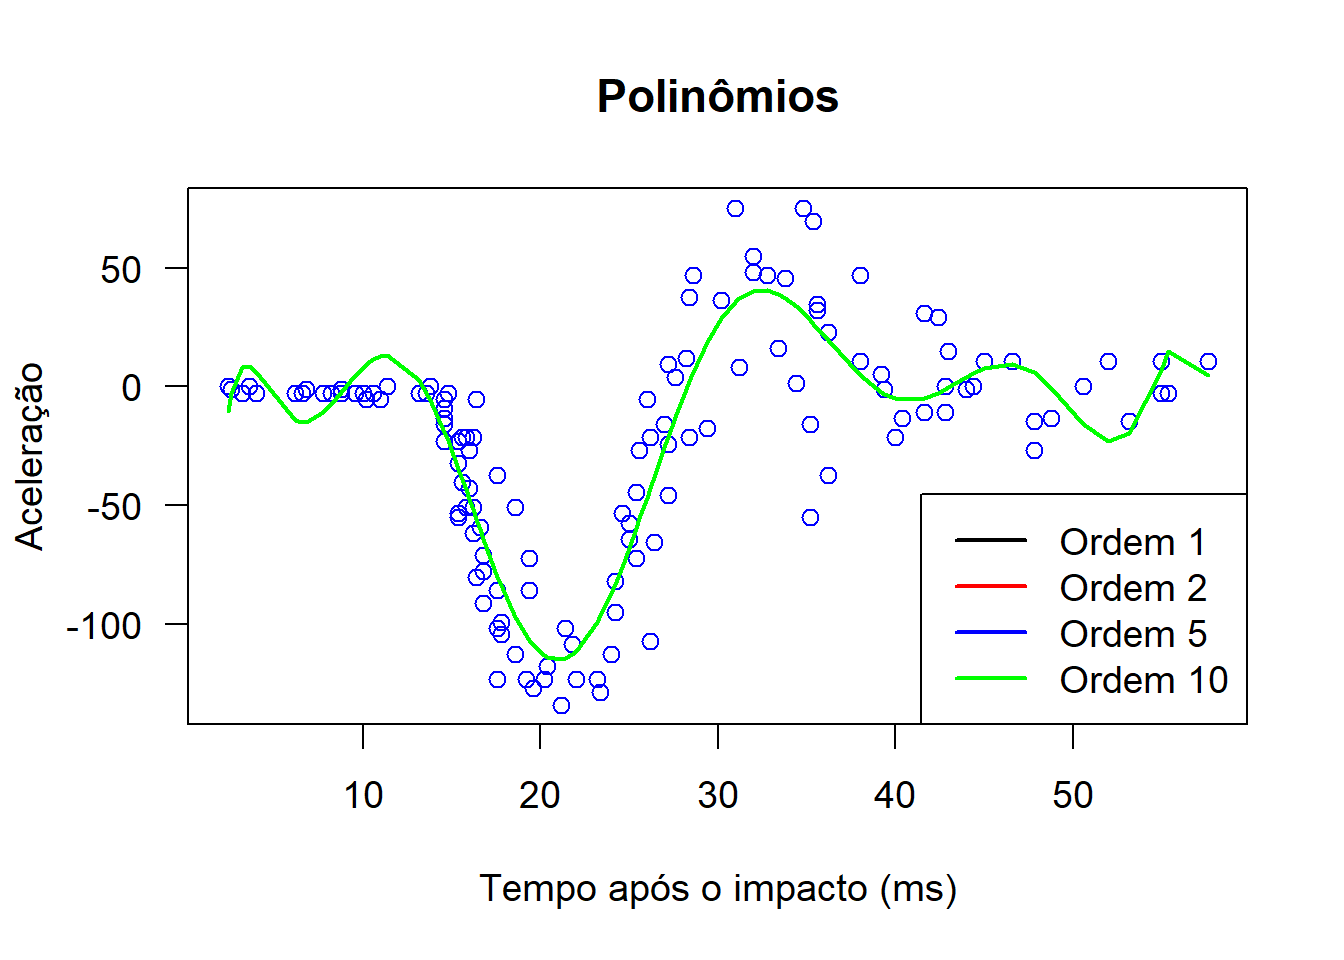 Polinômios
Aceleração
50
0
-50
-100
Ordem 1
Ordem 2
Ordem 5
Ordem 10
10 20 30 40 50
Tempo após o impacto (ms)